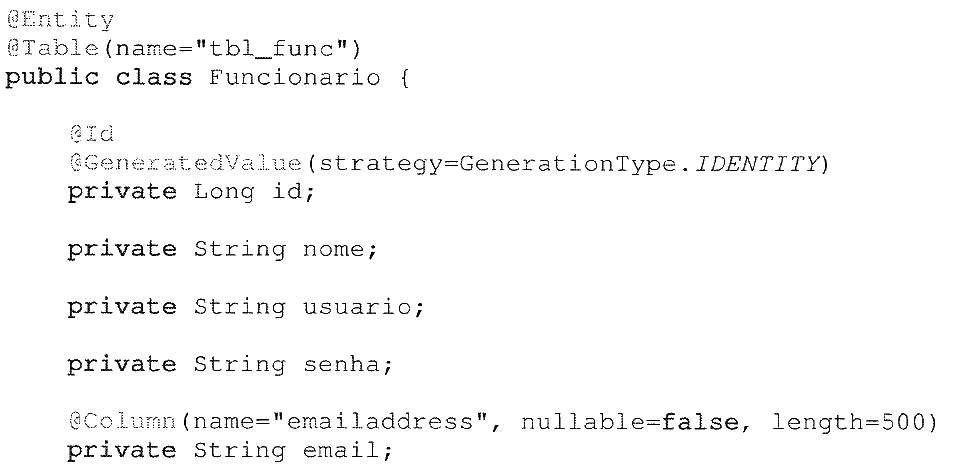 @Entity
@Table(name="tbl_func")
public class Funcionario {
@Id
@GeneratedValue(strategy=GenerationType.IDENTITY)
private Long id;
private String nome;
private String usuario;
private String senha;
@Column(name="emailaddress", nullable=false, length=500)
private String email;